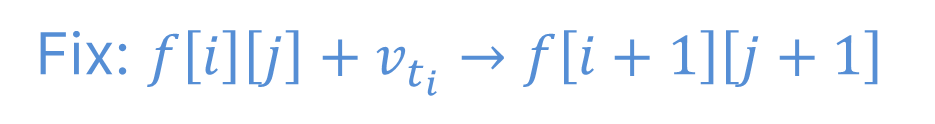 Fix: f[i][j] + v_{t_i} → f[i + 1][j + 1]